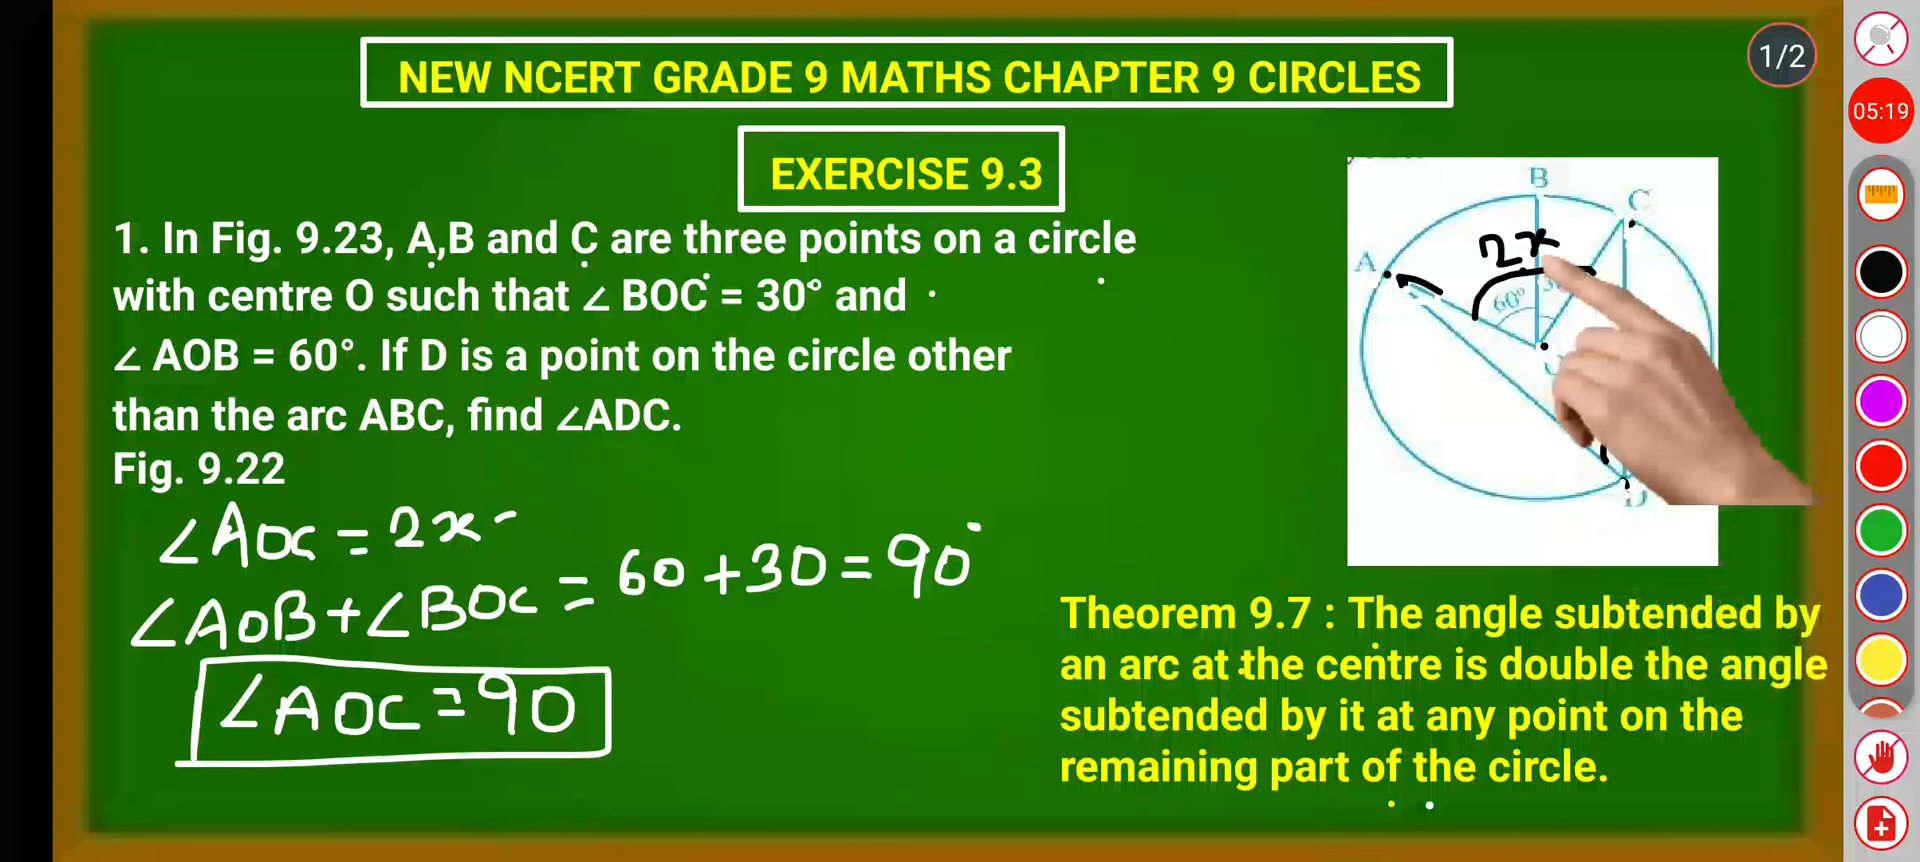 NEW NCERT GRADE 9 MATHS CHAPTER 9 CIRCLES
1/2
05:19
EXERCISE 9.3
1. In Fig. 9.23, A,B and C are three points on a circle
with centre O such that ∠ BOC = 30° and
∠ AOB = 60°. If D is a point on the circle other
than the arc ABC, find ∠ADC.
Fig. 9.22
B
C
A
2x
60°
D
∠AOC = 2x
∠AOB + ∠BOC = 60 + 30 = 90°
∠AOC = 90
Theorem 9.7 : The angle subtended by
an arc at the centre is double the angle
subtended by it at any point on the
remaining part of the circle.